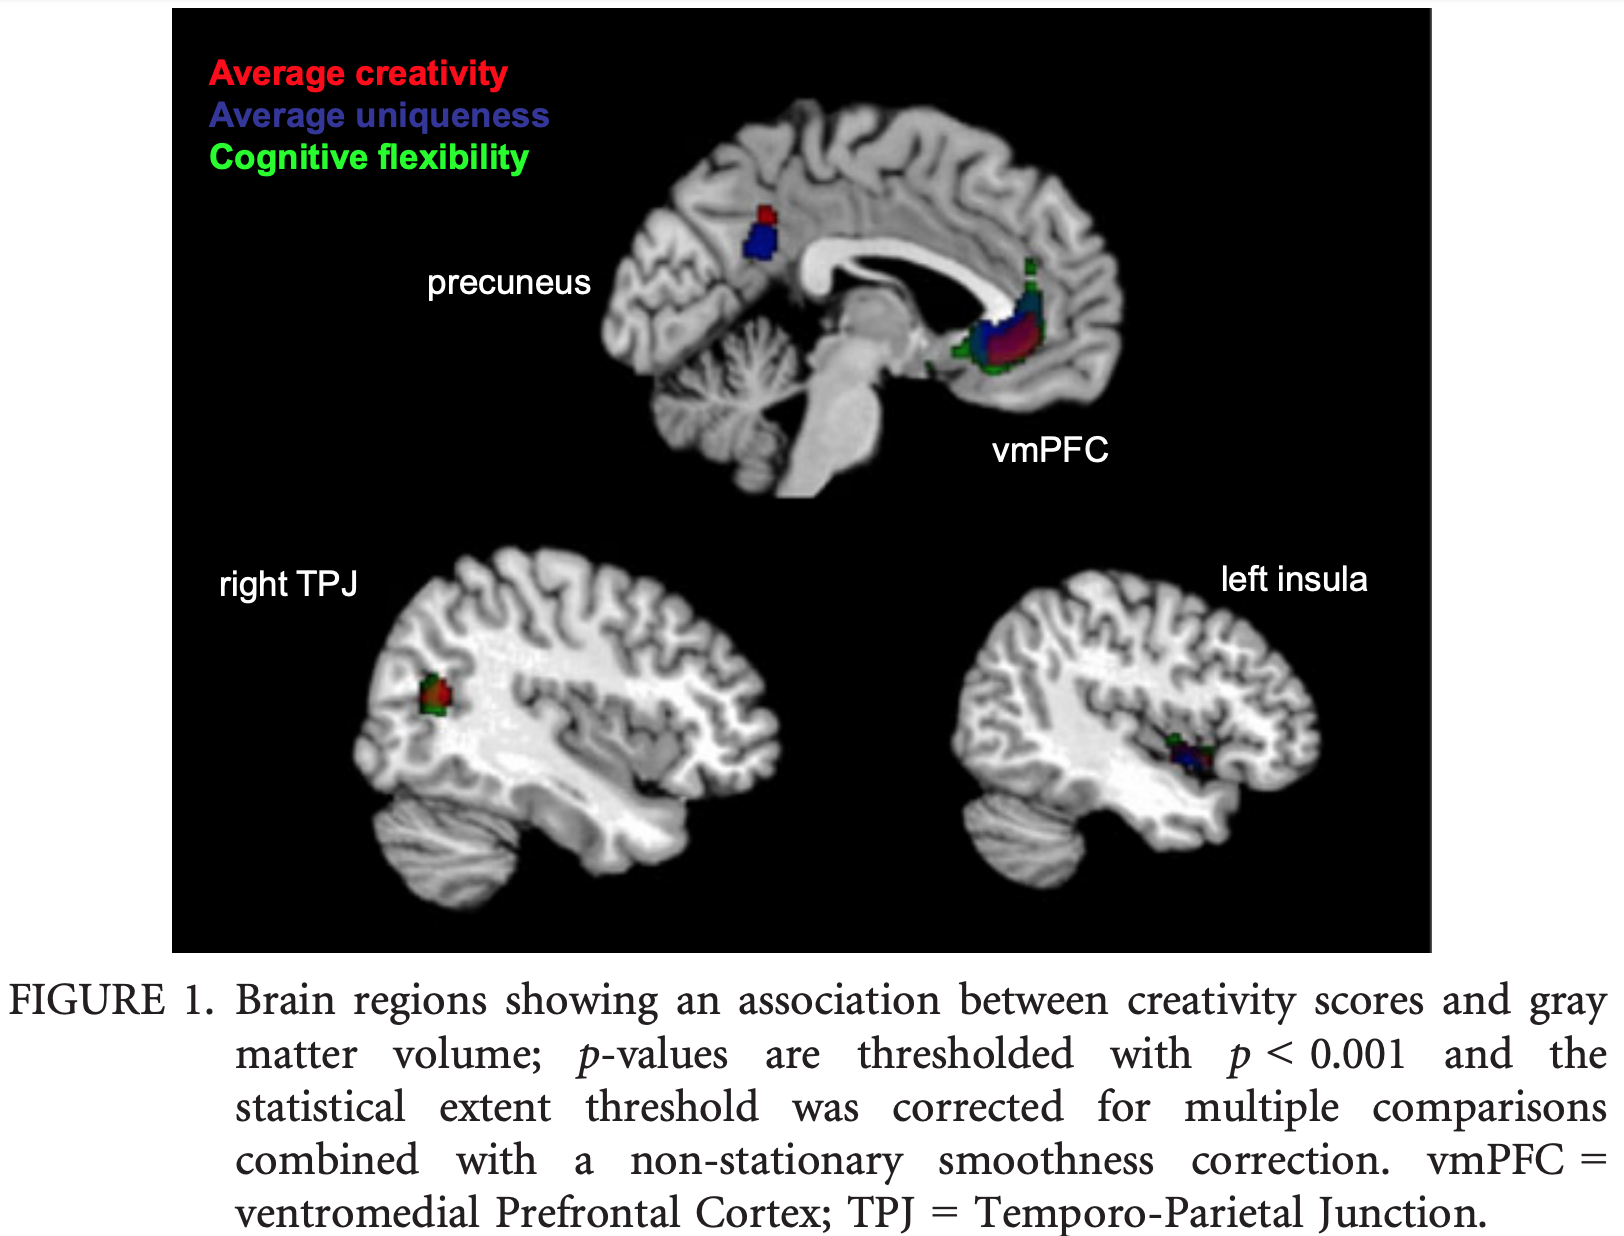 Average creativity
Average uniqueness
Cognitive flexibility
precuneus
vmPFC
right TPJ
left insula
FIGURE 1. Brain regions showing an association between creativity scores and gray
matter volume; p-values are thresholded with p < 0.001 and the
statistical extent threshold was corrected for multiple comparisons
combined with a non-stationary smoothness correction. vmPFC =
ventromedial Prefrontal Cortex; TPJ = Temporo-Parietal Junction.